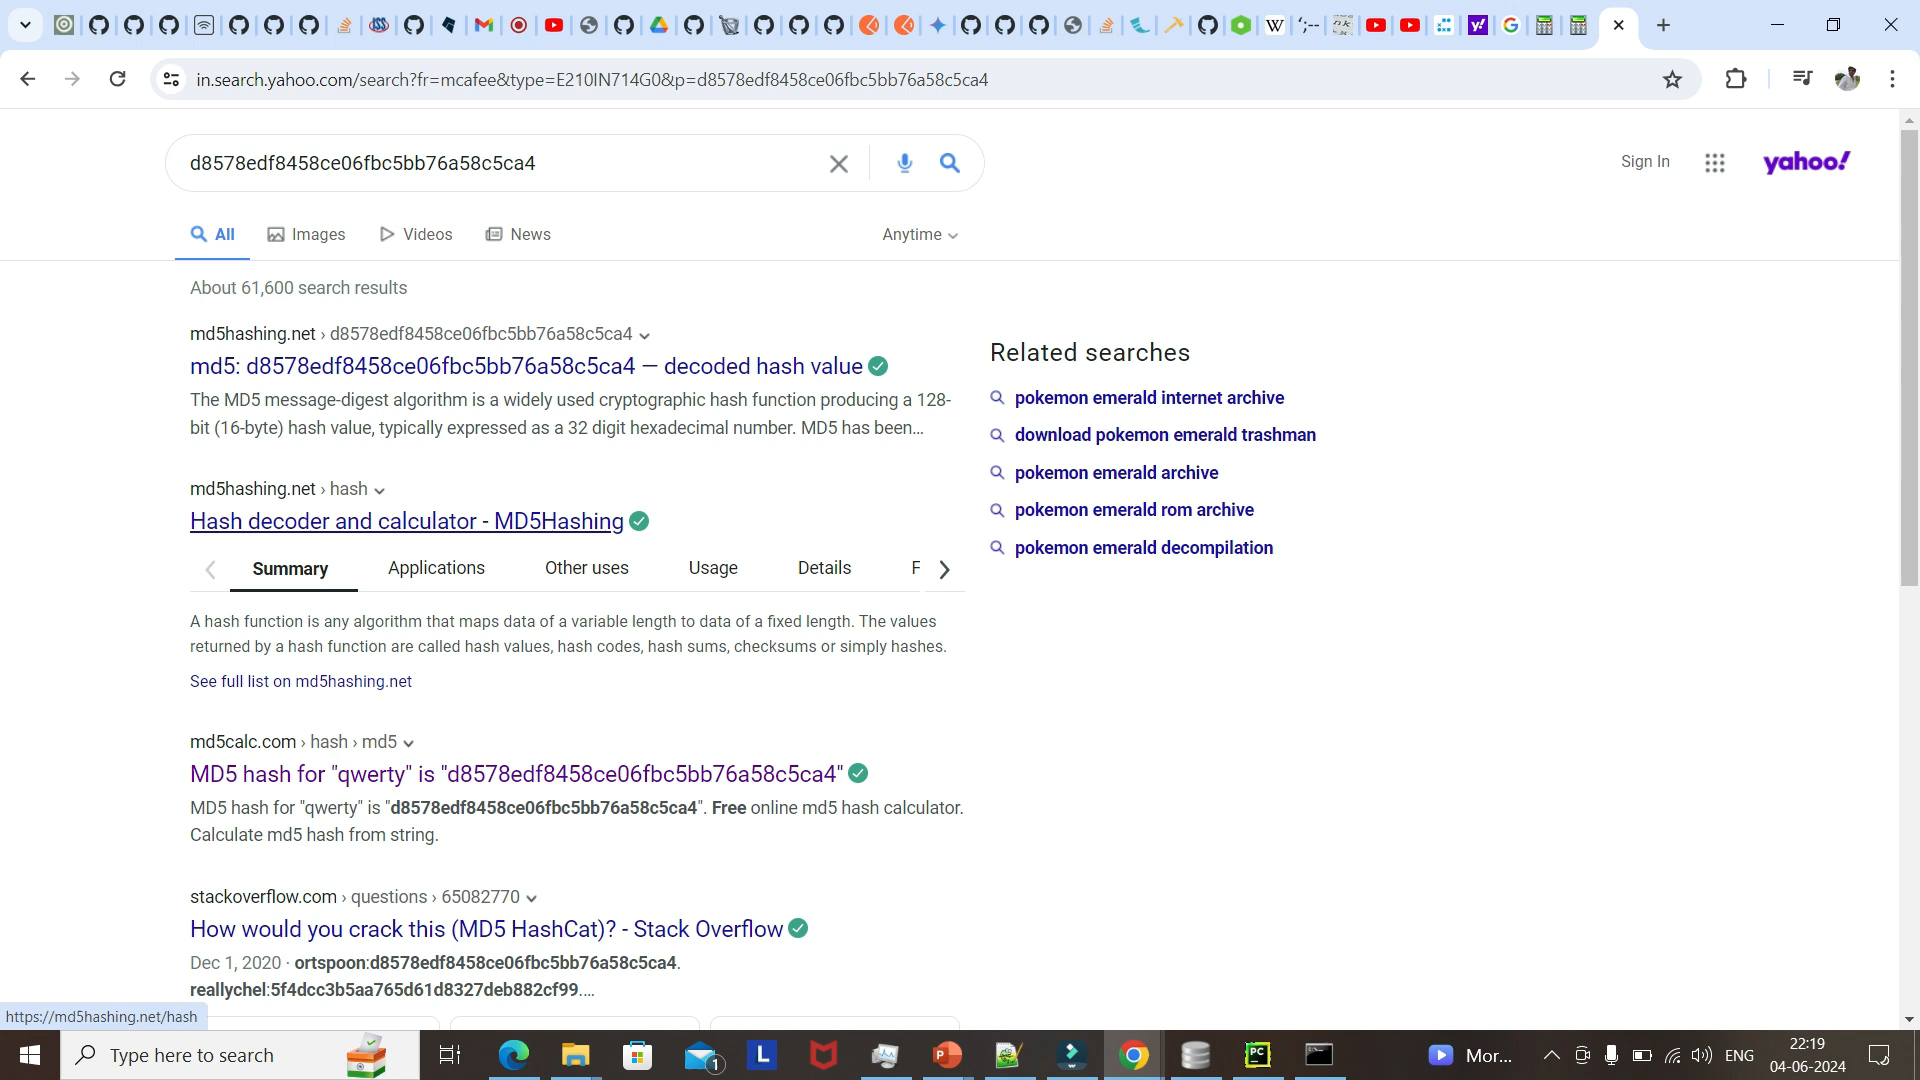 in.search.yahoo.com/search?fr=mcafee&type=E210IN714G0&p=d8578edf8458ce06fbc5bb76a58c5ca4
d8578edf8458ce06fbc5bb76a58c5ca4
Sign In
yahoo!
All
Images
Videos
News
Anytime
About 61,600 search results
md5hashing.net › d8578edf8458ce06fbc5bb76a58c5ca4
md5: d8578edf8458ce06fbc5bb76a58c5ca4 — decoded hash value
The MD5 message-digest algorithm is a widely used cryptographic hash function producing a 128-
bit (16-byte) hash value, typically expressed as a 32 digit hexadecimal number. MD5 has been...
md5hashing.net › hash
Hash decoder and calculator - MD5Hashing
Summary
Applications
Other uses
Usage
Details
F
A hash function is any algorithm that maps data of a variable length to data of a fixed length. The values
returned by a hash function are called hash values, hash codes, hash sums, checksums or simply hashes.
See full list on md5hashing.net
md5calc.com › hash › md5
MD5 hash for "qwerty" is "d8578edf8458ce06fbc5bb76a58c5ca4"
MD5 hash for "qwerty" is "d8578edf8458ce06fbc5bb76a58c5ca4". Free online md5 hash calculator.
Calculate md5 hash from string.
stackoverflow.com › questions › 65082770
How would you crack this (MD5 HashCat)? - Stack Overflow
Dec 1, 2020 · ortspoon:d8578edf8458ce06fbc5bb76a58c5ca4.
reallychel:5f4dcc3b5aa765d61d8327deb882cf99....
Related searches
pokemon emerald internet archive
download pokemon emerald trashman
pokemon emerald archive
pokemon emerald rom archive
pokemon emerald decompilation
https://md5hashing.net/hash
Type here to search
1
L
P
PC
Mor...
ENG
22:19
04-06-2024